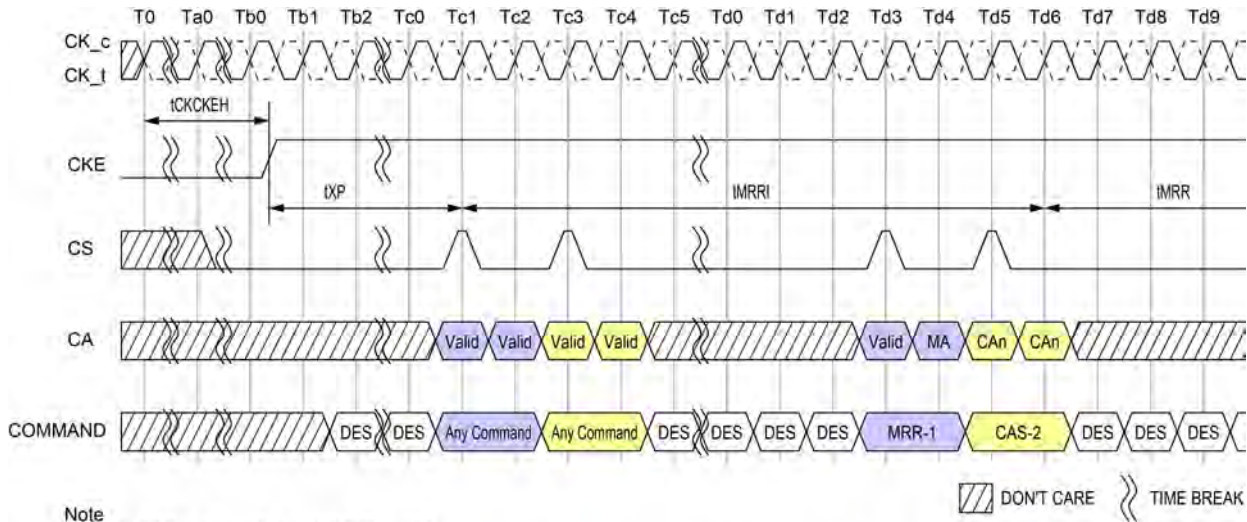 T0 Ta0 Tb0 Tb1 Tb2 Tc0 Tc1 Tc2 Tc3 Tc4 Tc5 Td0 Td1 Td2 Td3 Td4 Td5 Td6 Td7 Td8 Td9
CK_c
CK_t
tCKCKEH
CKE
tXP tMRRI tMRR
CS
CA Valid Valid Valid Valid Valid MA CAn CAn
COMMAND DES DES Any Command Any Command DES DES DES DES MRR-1 CAS-2 DES DES DES
DON'T CARE TIME BREAK
Note